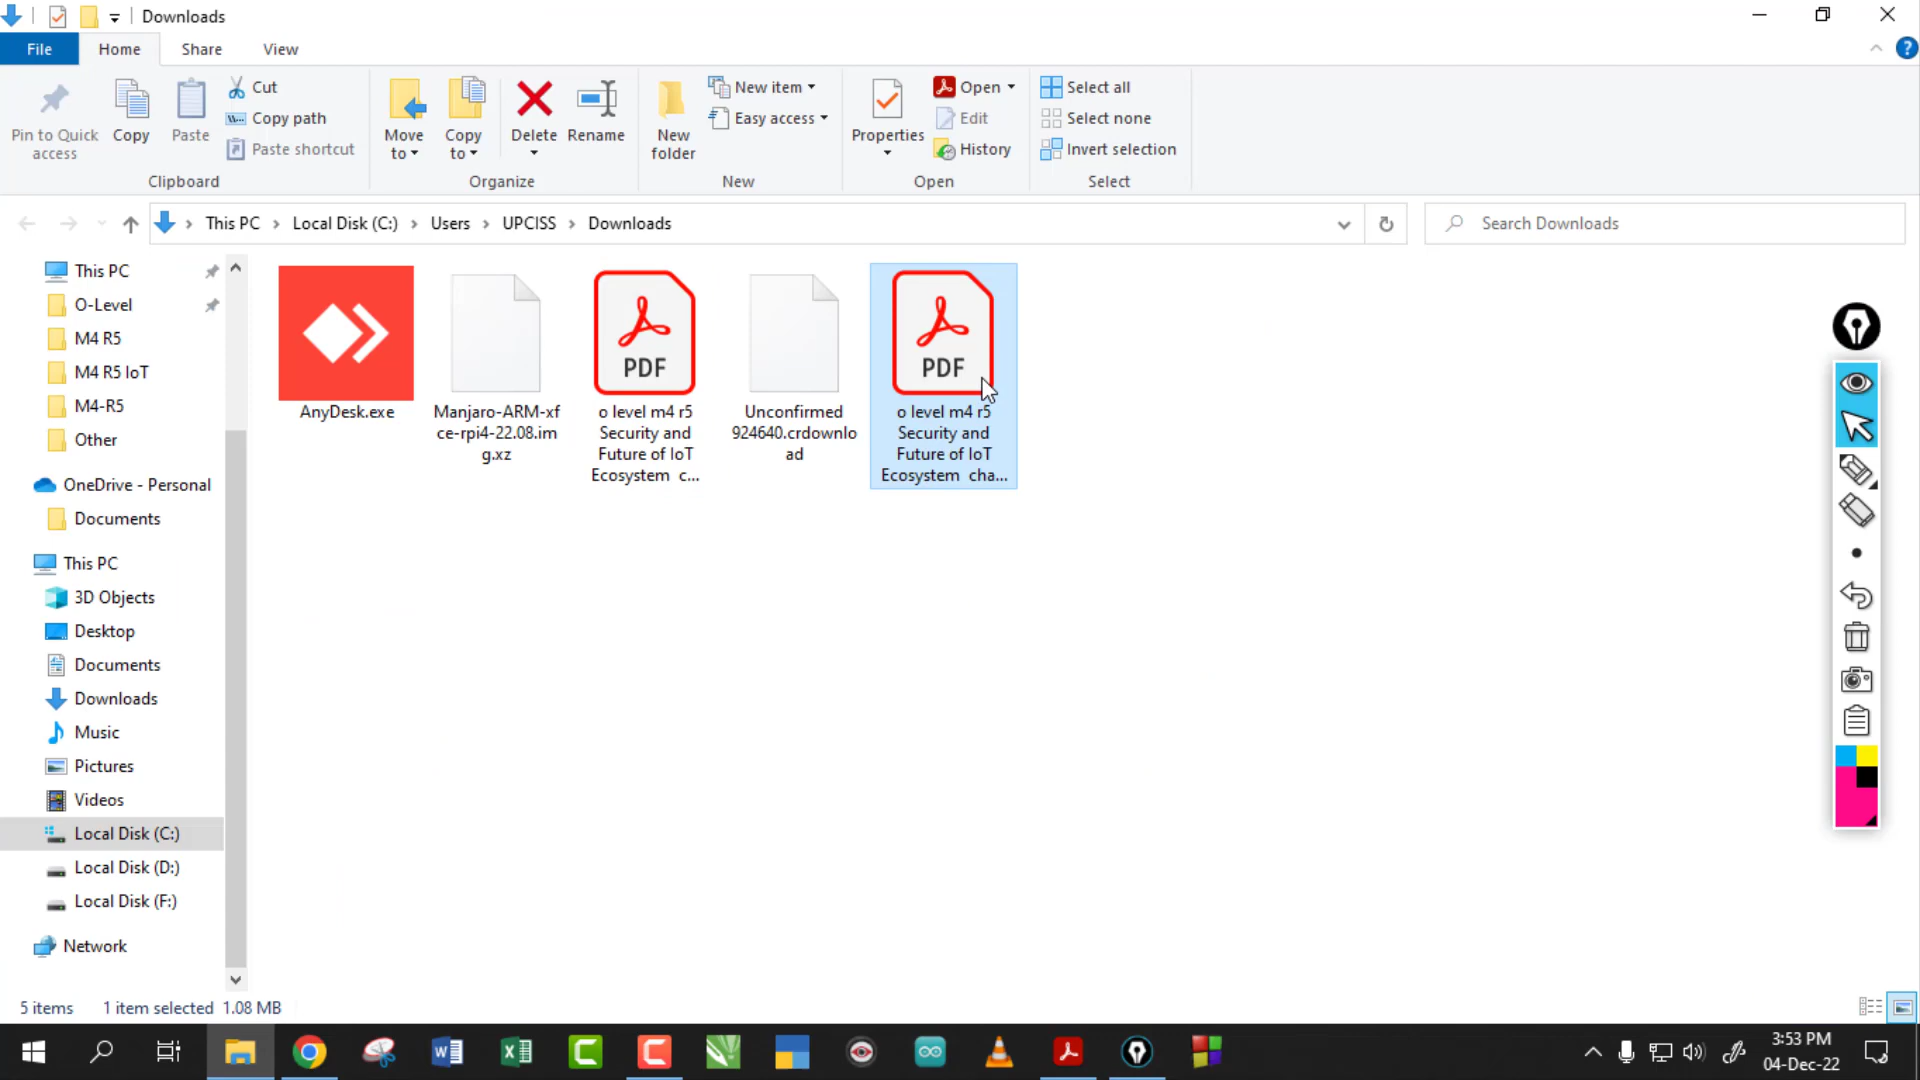 Downloads
File
Home
Share
View
Pin to Quick
access
Copy
Paste
Cut
Copy path
Paste shortcut
Clipboard
Move
to
Copy
to
Delete
Rename
Organize
New
folder
New item
Easy access
New
Properties
Open
Edit
History
Open
Select all
Select none
Invert selection
Select
This PC > Local Disk (C:) > Users > UPCISS > Downloads
Search Downloads
This PC
O-Level
M4 R5
M4 R5 IoT
M4-R5
Other
OneDrive - Personal
Documents
This PC
3D Objects
Desktop
Documents
Downloads
Music
Pictures
Videos
Local Disk (C:)
Local Disk (D:)
Local Disk (F:)
Network
AnyDesk.exe
Manjaro-ARM-xf
ce-rpi4-22.08.im
g.xz
PDF
o level m4 r5
Security and
Future of IoT
Ecosystem c...
Unconfirmed
924640.crdownlo
ad
PDF
o level m4 r5
Security and
Future of IoT
Ecosystem cha...
5 items
1 item selected 1.08 MB
3:53 PM
04-Dec-22